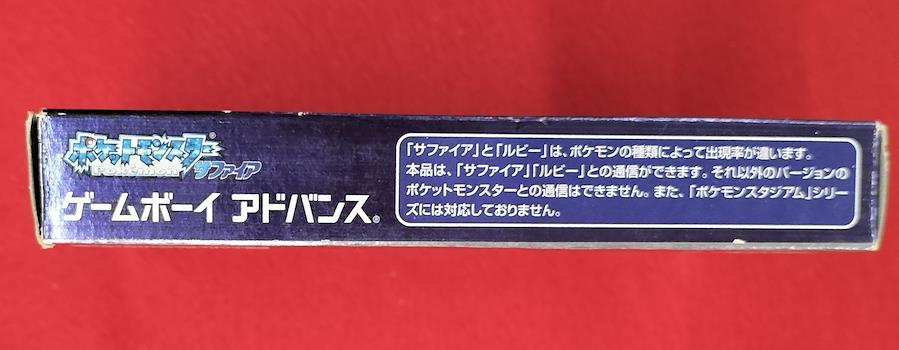 ポケットモンスター®
POKéMON
サファイア
ゲームボーイ アドバンス®
「サファイア」と「ルビー」は、ポケモンの種類によって出現率が違います。
本品は、「サファイア」「ルビー」との通信ができます。それ以外のバージョンの
ポケットモンスターとの通信はできません。また、「ポケモンスタジアム」シリー
ズには対応しておりません。